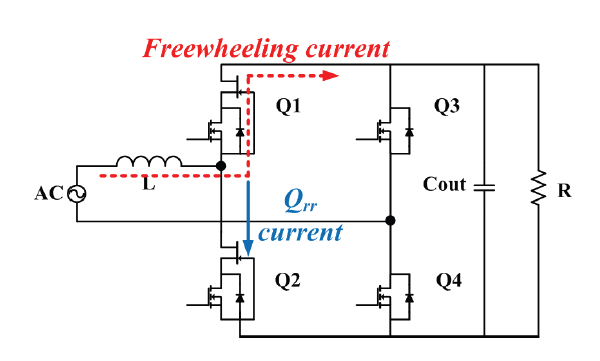 Freewheeling current
Q1
Q3
L
AC
Qrr
current
Cout
R
Q2
Q4